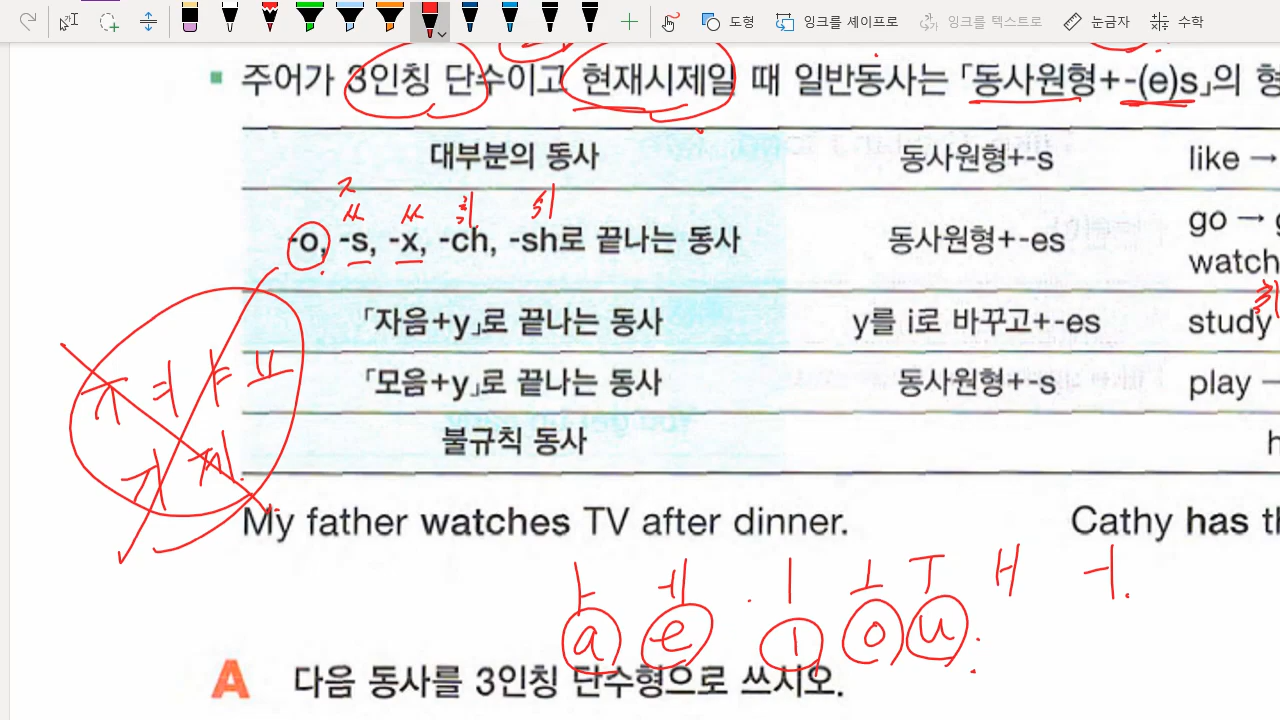 도형 잉크를 셰이프로 잉크를 텍스트로 눈금자 수학
주어가 3인칭 단수이고 현재시제일 때 일반동사는 「동사원형+-(e)s」의 형
대부분의 동사 동사원형+-s like →
ㅈ
ㅆ ㅆ 취 쉬
-o, -s, -x, -ch, -sh로 끝나는 동사 동사원형+-es go → g
watch
「자음+y」로 끝나는 동사 y를 i로 바꾸고+-es study
「모음+y」로 끝나는 동사 동사원형+-s play →
불규칙 동사 h
My father watches TV after dinner. Cathy has th
ㅏ ㅔ ㅣ ㅗ ㅜ ㅐ ㅓ
a e i o u
A 다음 동사를 3인칭 단수형으로 쓰시오.